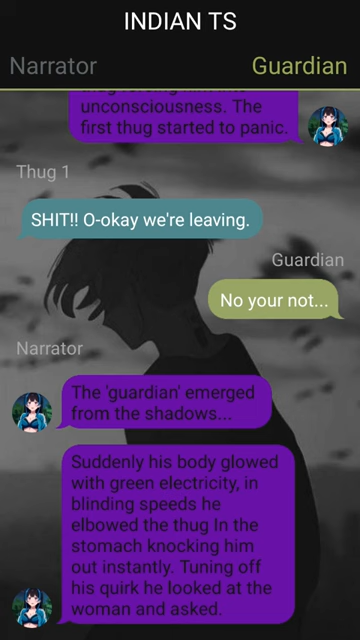 INDIAN TS
Narrator
Guardian
unconsciousness. The
first thug started to panic.
Thug 1
SHIT!! O-okay we're leaving.
Guardian
No your not...
Narrator
The 'guardian' emerged
from the shadows...
Suddenly his body glowed
with green electricity, in
blinding speeds he
elbowed the thug In the
stomach knocking him
out instantly. Tuning off
his quirk he looked at the
woman and asked.